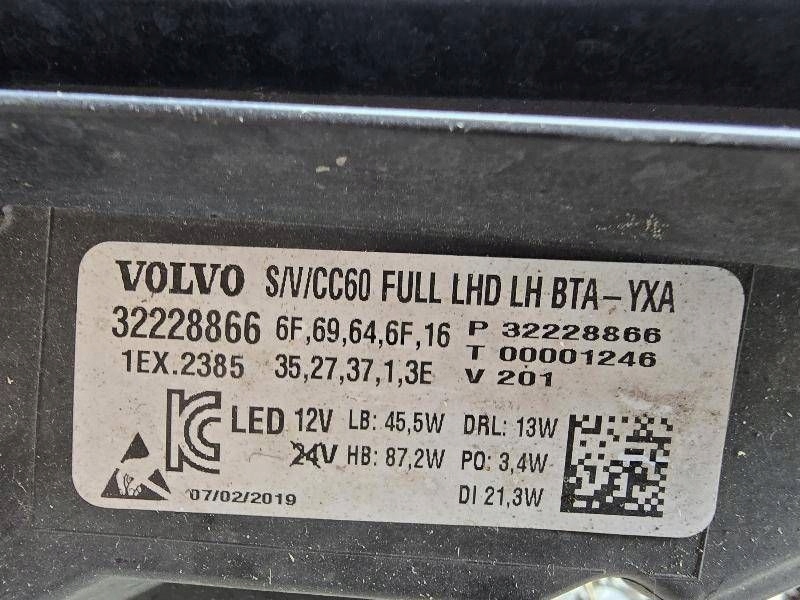 VOLVO S/V/CC60 FULL LHD LH BTA-YXA
32228866 6F,69,64,6F,16 P 32228866
T 00001246
1EX.2385 35,27,37,1,3E V 201
LED 12V LB: 45,5W DRL: 13W
24V HB: 87,2W PO: 3,4W
07/02/2019 DI 21,3W